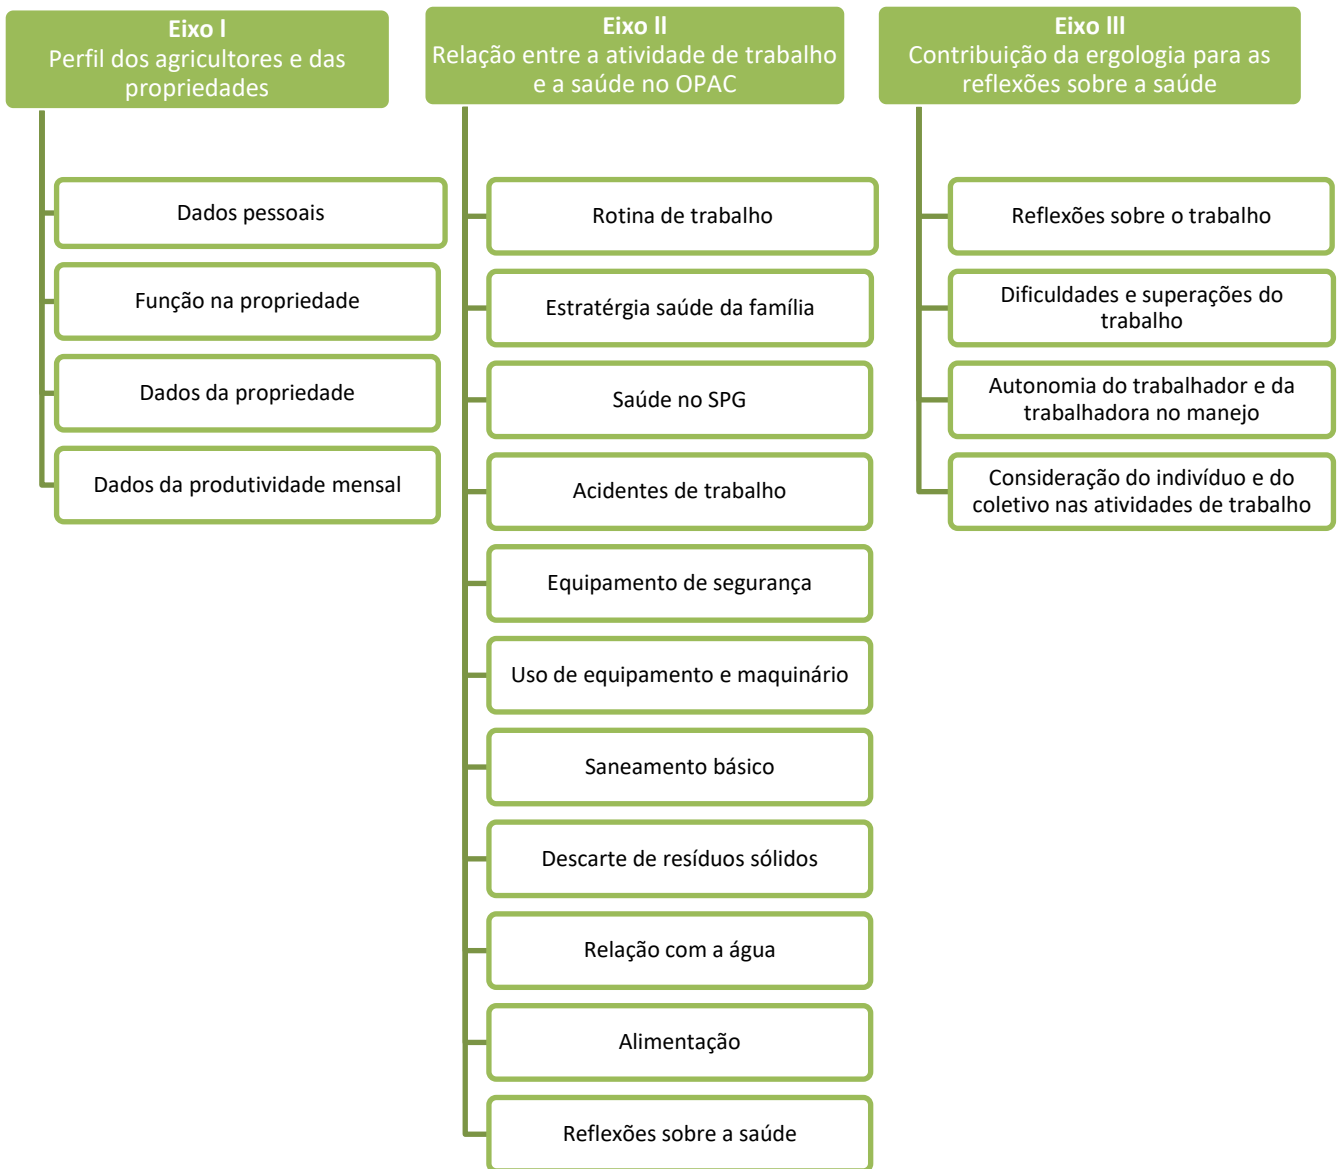 Eixo I
Perfil dos agricultores e das
propriedades
Dados pessoais
Função na propriedade
Dados da propriedade
Dados da produtividade mensal
Eixo II
Relação entre a atividade de trabalho
e a saúde no OPAC
Rotina de trabalho
Estratérgia saúde da família
Saúde no SPG
Acidentes de trabalho
Equipamento de segurança
Uso de equipamento e maquinário
Saneamento básico
Descarte de resíduos sólidos
Relação com a água
Alimentação
Reflexões sobre a saúde
Eixo III
Contribuição da ergologia para as
reflexões sobre a saúde
Reflexões sobre o trabalho
Dificuldades e superações do
trabalho
Autonomia do trabalhador e da
trabalhadora no manejo
Consideração do indivíduo e do
coletivo nas atividades de trabalho